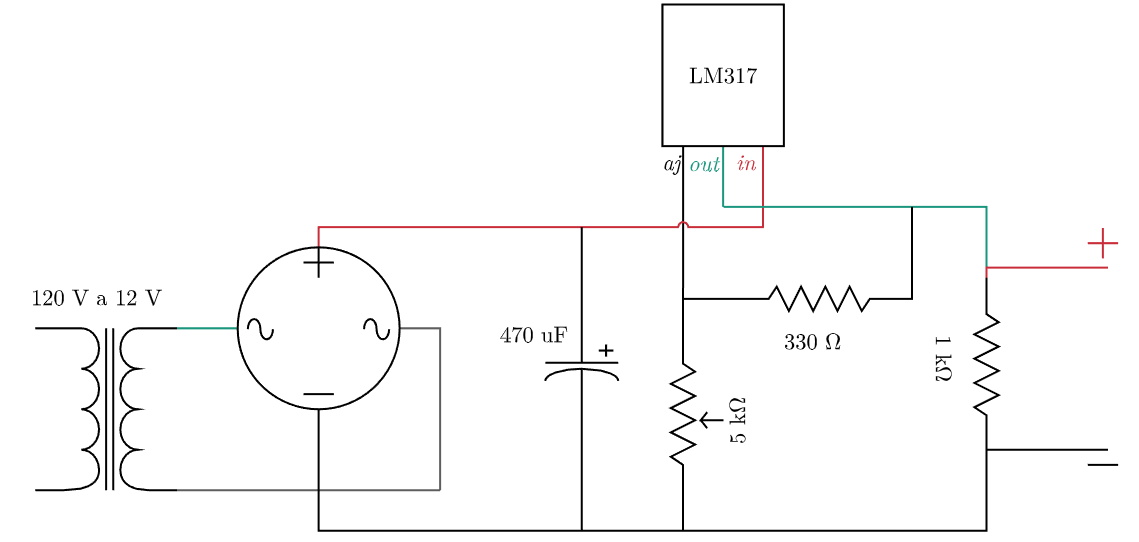 LM317
aj out in
+
+
120 V a 12 V
470 uF +
330 Ω
1 kΩ
5 kΩ
−
−